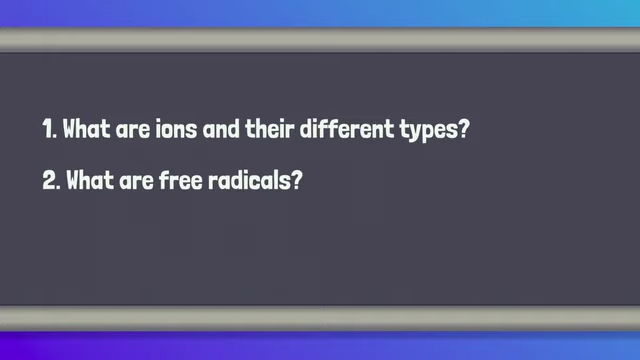 1. What are ions and their different types?
2. What are free radicals?